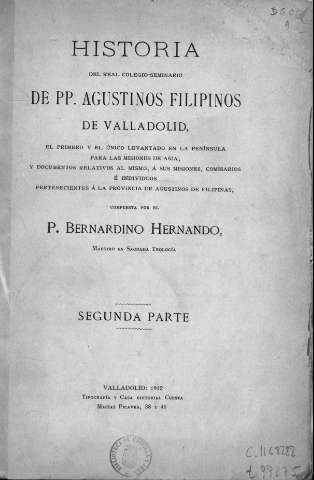 HISTORIA
DEL REAL COLEGIO-SEMINARIO
DE PP. AGUSTINOS FILIPINOS
DE VALLADOLID,
EL PRIMERO Y EL ÚNICO LEVANTADO EN LA PENÍNSULA
PARA LAS MISIONES DE ASIA,
Y DOCUMENTOS RELATIVOS AL MISMO, Á SUS MISIONES, COMISARIOS
É INDIVIDUOS
PERTENECIENTES Á LA PROVINCIA DE AGUSTINOS DE FILIPINAS,
COMPUESTA POR EL
P. BERNARDINO HERNANDO,
MAESTRO EN SAGRADA TEOLOGÍA
SEGUNDA PARTE
VALLADOLID: 1912
TIPOGRAFÍA Y CASA EDITORIAL CUESTA
MACÍAS PICAVEA, 38 Y 40